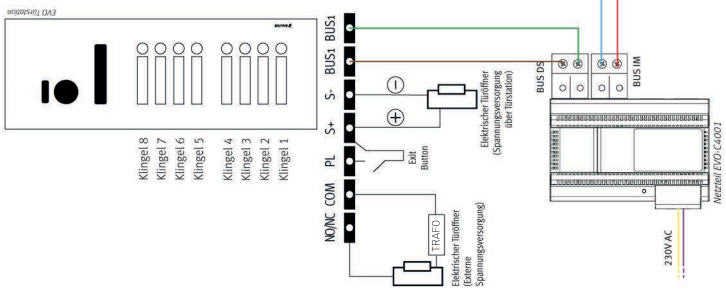 EVO Türstation
Klingel 8
Klingel 7
Klingel 6
Klingel 5
Klingel 4
Klingel 3
Klingel 2
Klingel 1
BUS1
BUS1
S-
S+
PL
COM
NO/NC
Elektrischer Türöffner
(Spannungsversorgung
über Türstation)
Exit
Button
TRAFO
Elektrischer Türöffner
(Externe
Spannungsversorgung)
BUS DS
BUS IM
Netzteil EVO-C4001
230V AC